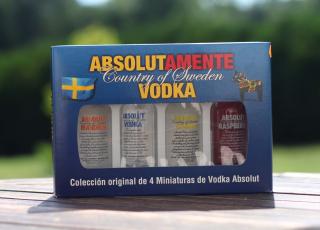 ABSOLUTAMENTE
Country of Sweden
VODKA
ABSOLUT
MANDRIN
ABSOLUT
VODKA
ABSOLUT
RASPBERRI
Colección original de 4 Miniaturas de Vodka Absolut